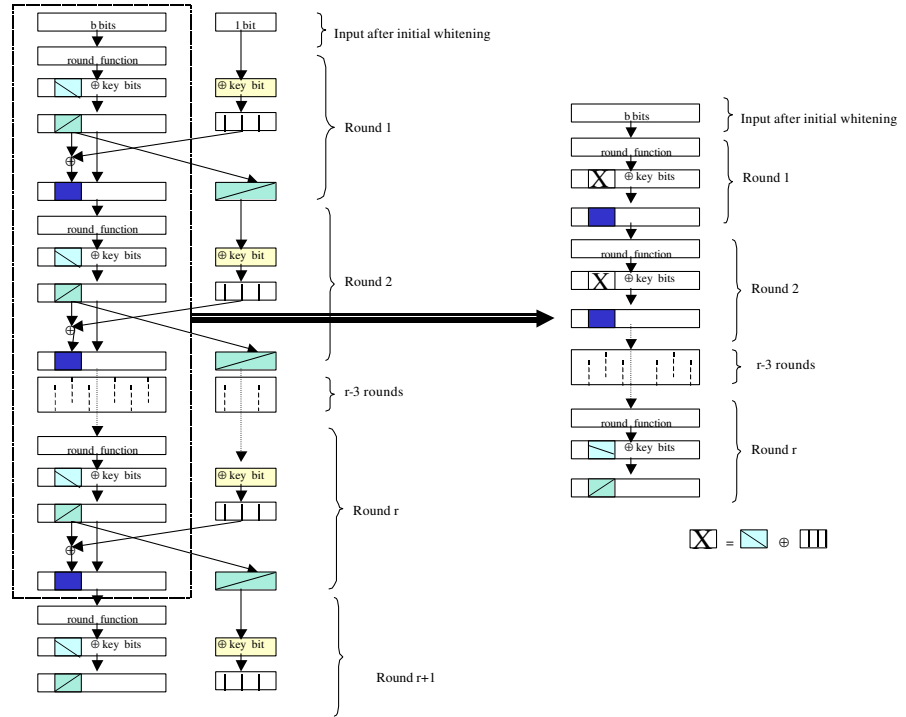 b bits
1 bit
Input after initial whitening
round function
⊕ key bits
⊕ key bit
Round 1
⊕
round function
⊕ key bits
⊕ key bit
Round 2
⊕
r-3 rounds
round function
⊕ key bits
⊕ key bit
Round r
⊕
round function
⊕ key bits
⊕ key bit
Round r+1
b bits
Input after initial whitening
round function
X ⊕ key bits
Round 1
round function
X ⊕ key bits
Round 2
r-3 rounds
round function
⊕ key bits
Round r
X = ⊕